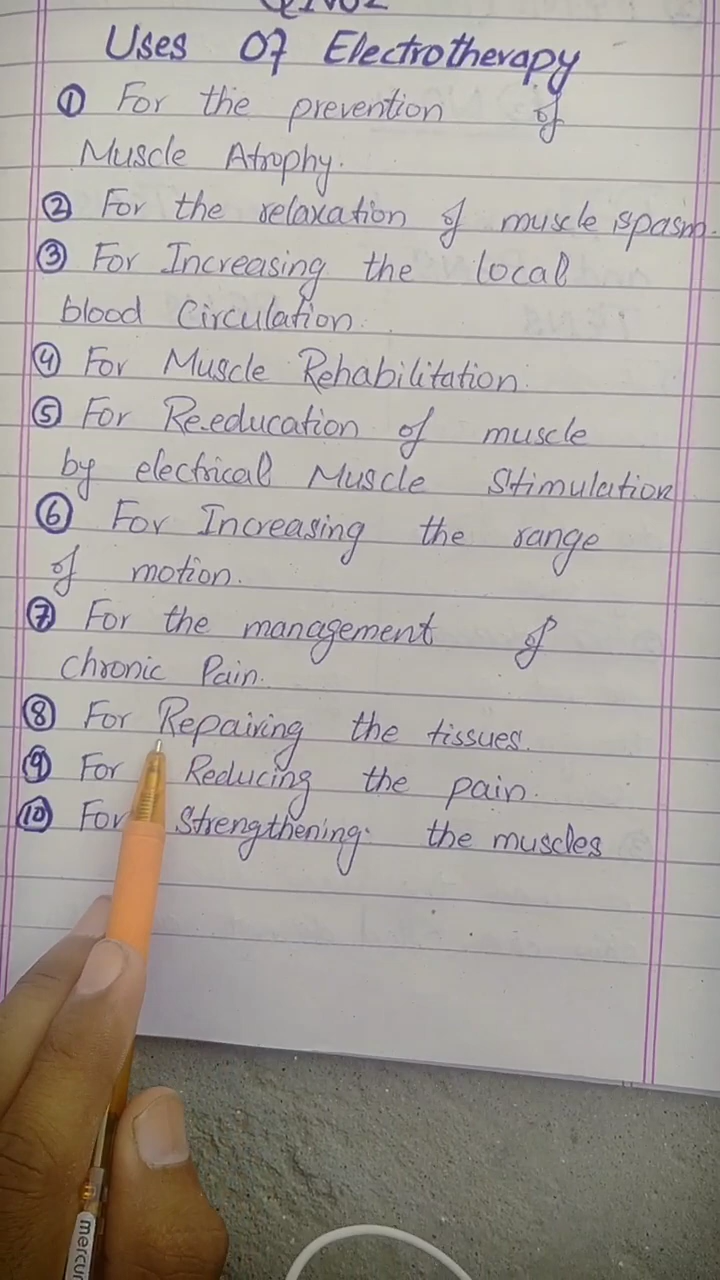 Q.No2
Uses Of Electrotherapy
① For the prevention of
Muscle Atrophy.
② For the relaxation of muscle spasm.
③ For Increasing the local
blood Circulation.
④ For Muscle Rehabilitation.
⑤ For Re-education of muscle
by electrical Muscle Stimulation
⑥ For Increasing the range
of motion.
⑦ For the management of
chronic Pain.
⑧ For Repairing the tissues.
⑨ For Reducing the pain.
⑩ For Strengthening the muscles
mercur